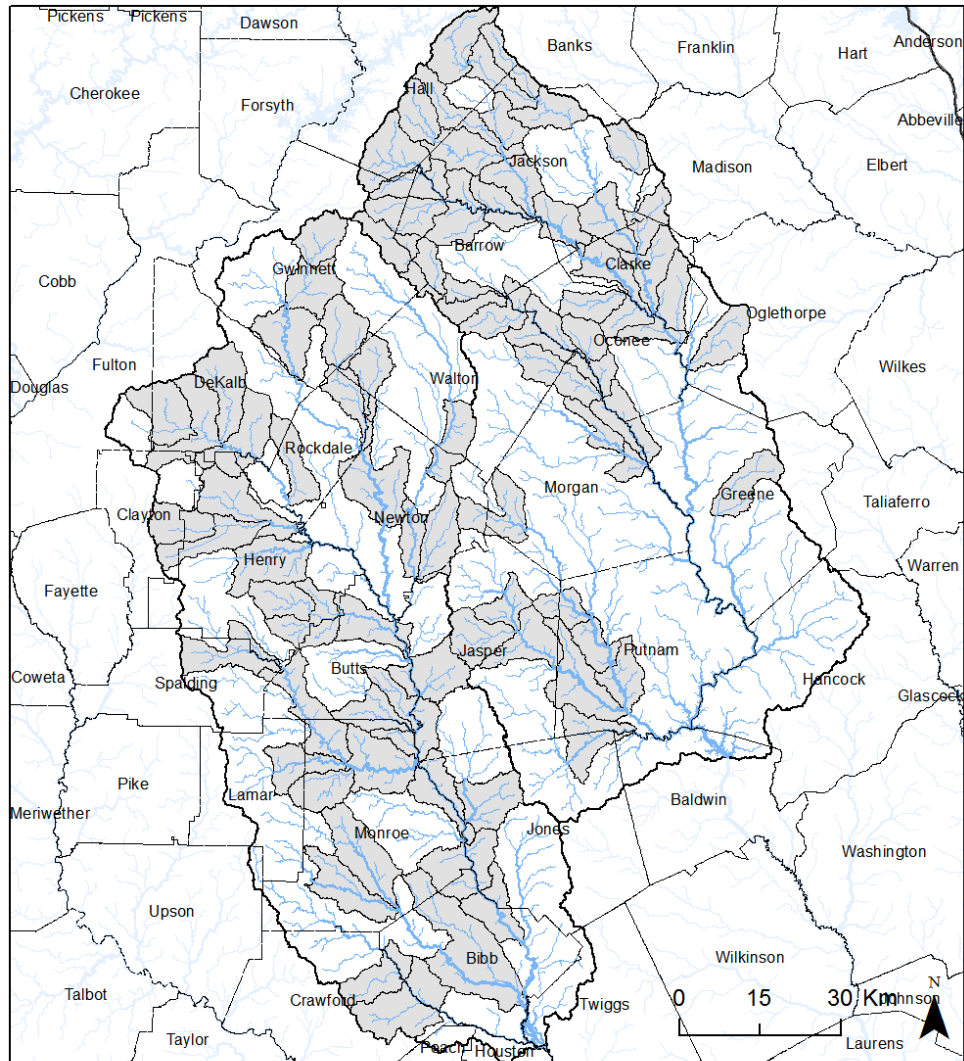 Pickens
Pickens
Dawson
Banks
Franklin
Hart
Anderson
Cherokee
Forsyth
Hall
Abbeville
Jackson
Madison
Elbert
Cobb
Gwinnett
Barrow
Clarke
Oglethorpe
Fulton
Oconee
Douglas
DeKalb
Walton
Wilkes
Rockdale
Morgan
Greene
Taliaferro
Clayton
Newton
Henry
Warren
Fayette
Coweta
Spalding
Butts
Jasper
Putnam
Hancock
Glascock
Pike
Lamar
Meriwether
Monroe
Jones
Baldwin
Washington
Upson
Bibb
Wilkinson
Talbot
Crawford
Twiggs
Johnson
Taylor
Peach
Houston
Laurens
N
0 15 30 Km